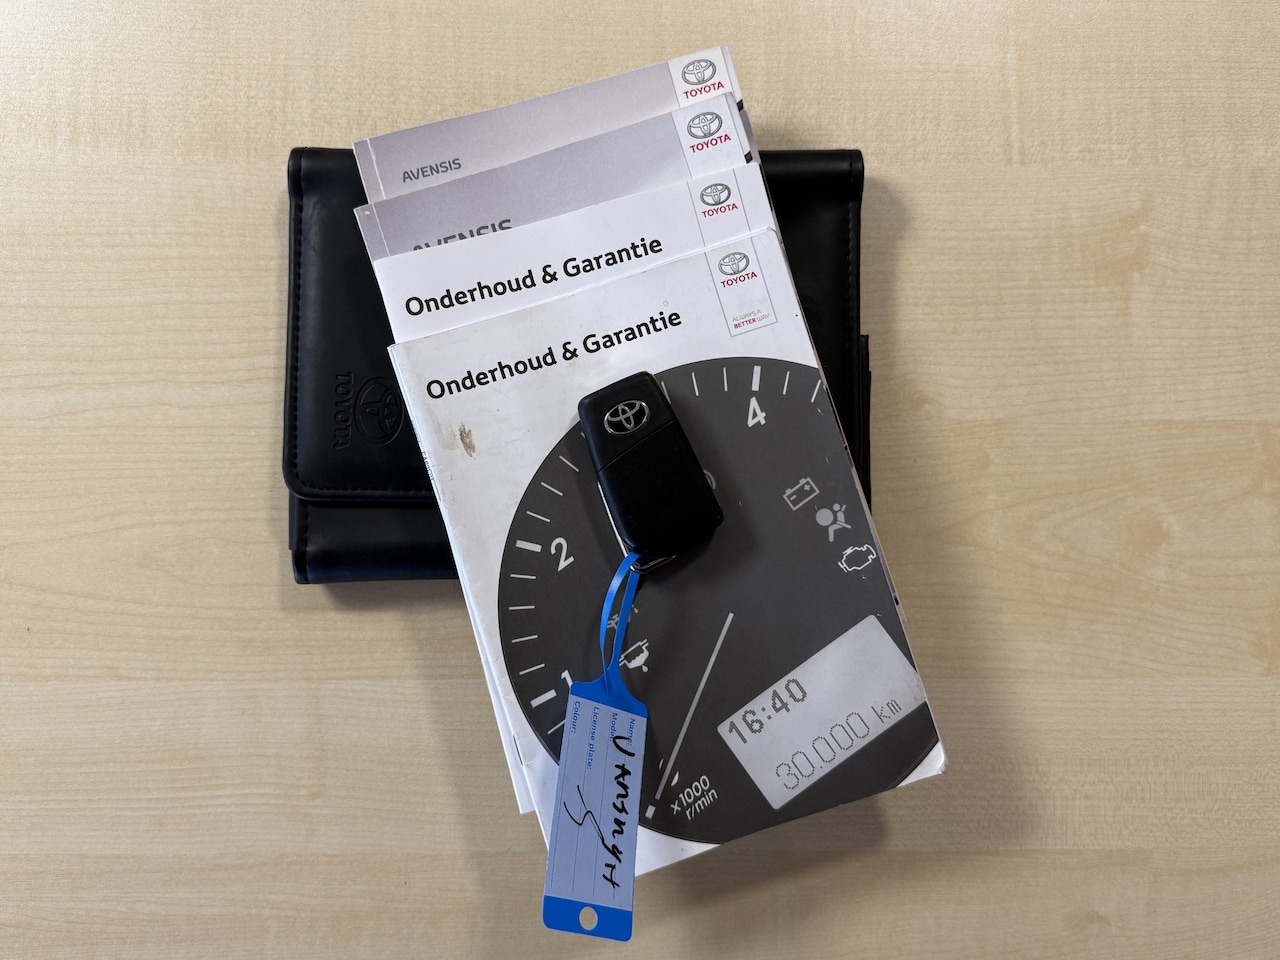 TOYOTA
AVENSIS
TOYOTA
AVENSIS
TOYOTA
Onderhoud & Garantie
TOYOTA
ALWAYS A
BETTER WAY
Onderhoud & Garantie
TOYOTA
4
2
1
16:40
30.000 km
x1000
r/min
Name:
Model:
License plate:
Colour: